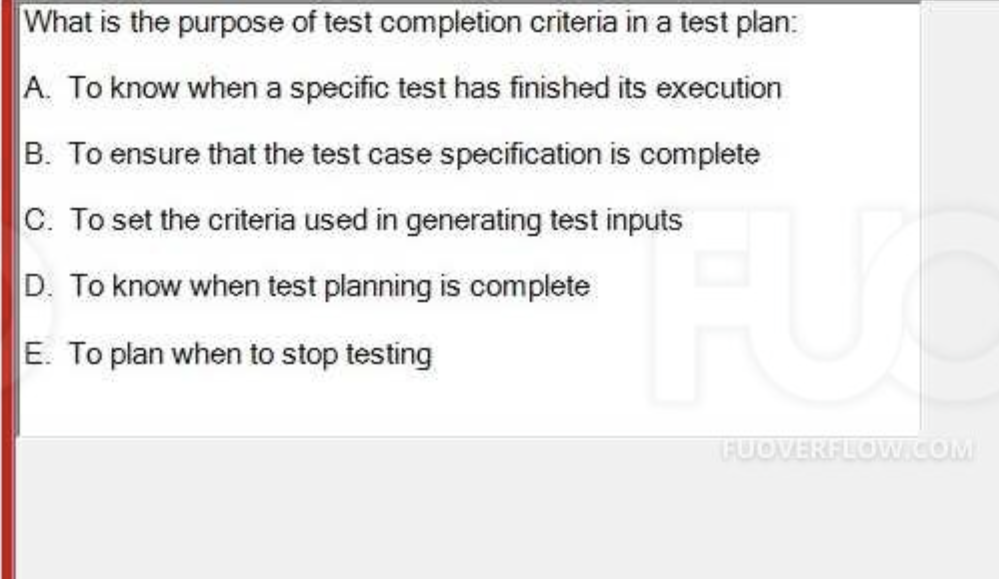 What is the purpose of test completion criteria in a test plan:
A. To know when a specific test has finished its execution
B. To ensure that the test case specification is complete
C. To set the criteria used in generating test inputs
D. To know when test planning is complete
E. To plan when to stop testing
FUO
FUOVERFLOW.COM